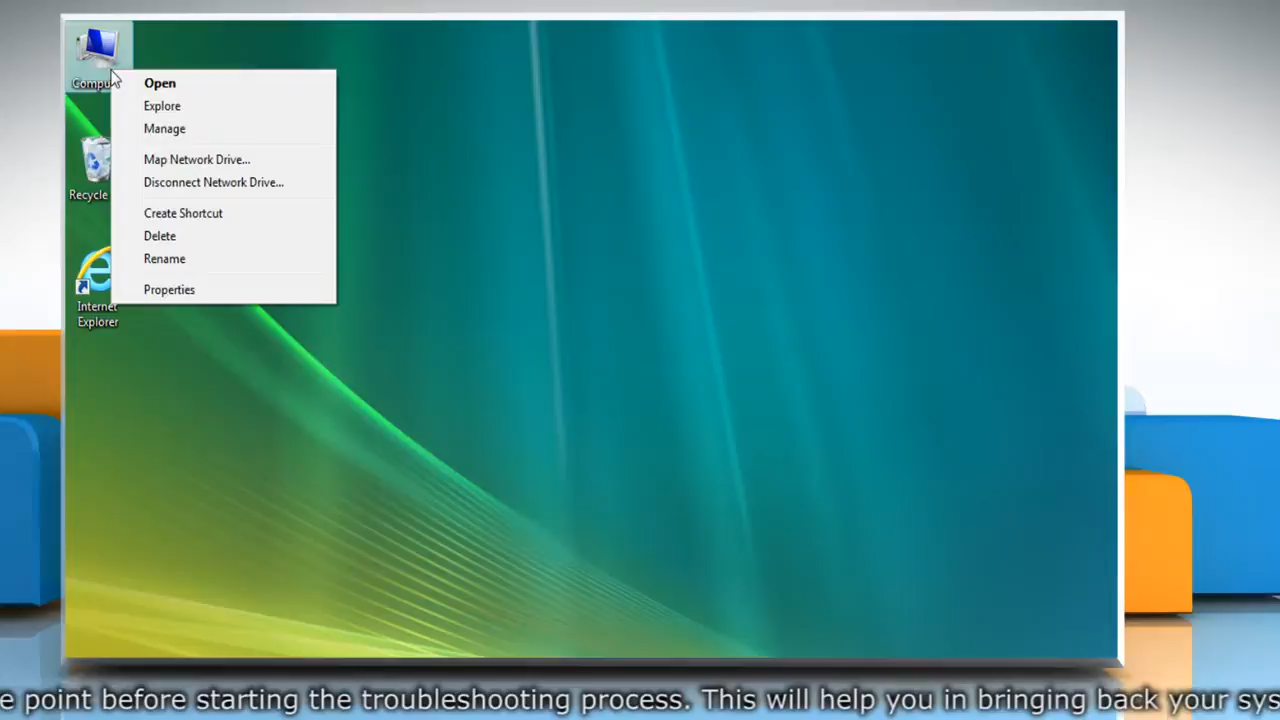 Open
Explore
Manage
Map Network Drive...
Disconnect Network Drive...
Create Shortcut
Delete
Rename
Properties
Recycle
Internet
Explorer
point before starting the troubleshooting process. This will help you in bringing back your